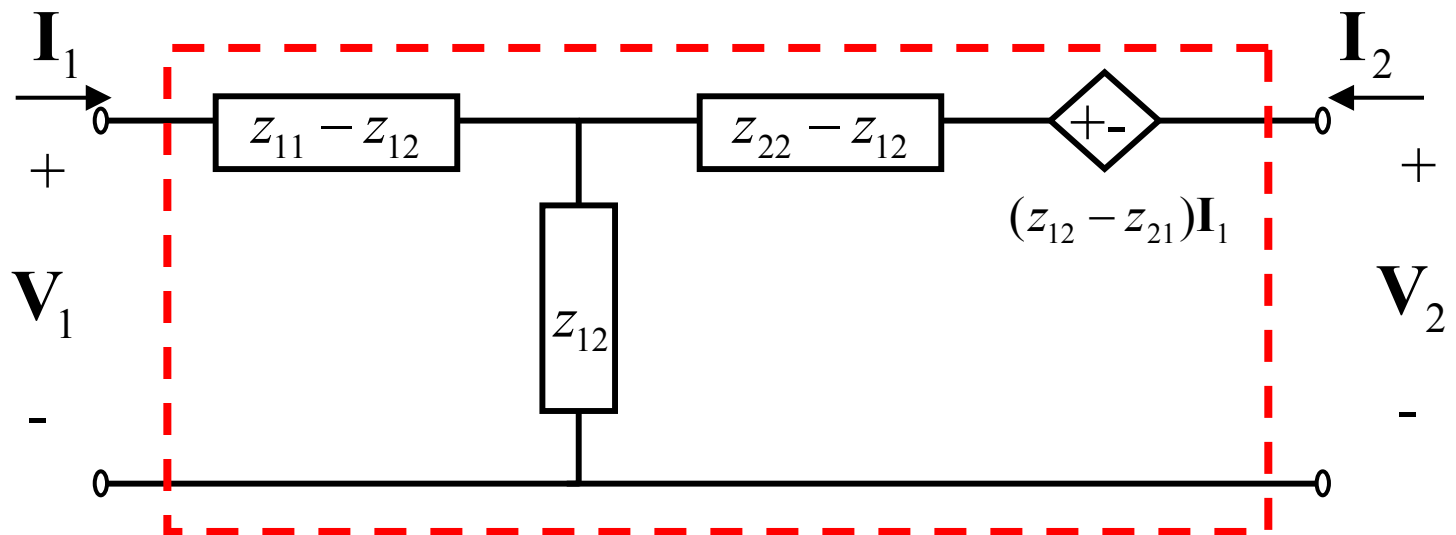 I₁
I₂
z₁₁ − z₁₂
z₂₂ − z₁₂
+-
+
+
(z₁₂ − z₂₁)I₁
V₁
z₁₂
V₂
-
-